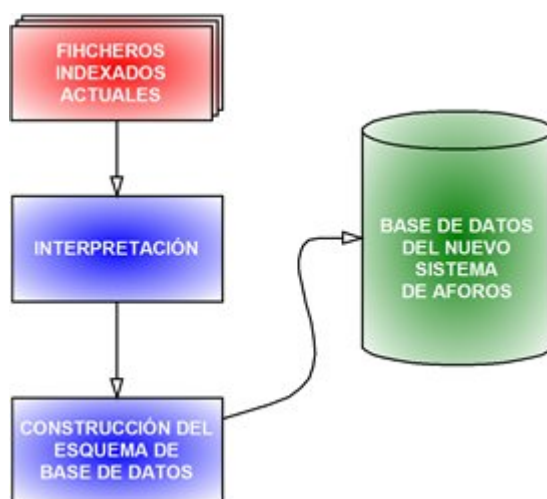 FIHCHEROS
INDEXADOS
ACTUALES
INTERPRETACIÓN
BASE DE DATOS
DEL NUEVO
SISTEMA
DE AFOROS
CONSTRUCCIÓN DEL
ESQUEMA DE
BASE DE DATOS